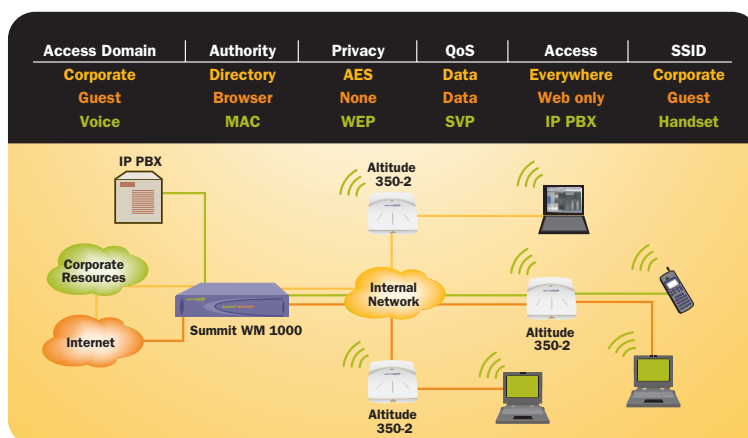 Access Domain Authority Privacy QoS Access SSID
Corporate Directory AES Data Everywhere Corporate
Guest Browser None Data Web only Guest
Voice MAC WEP SVP IP PBX Handset
IP PBX
Altitude
350-2
Corporate
Resources
Internal
Network
Internet
Summit WM 1000
Altitude
350-2
Altitude
350-2